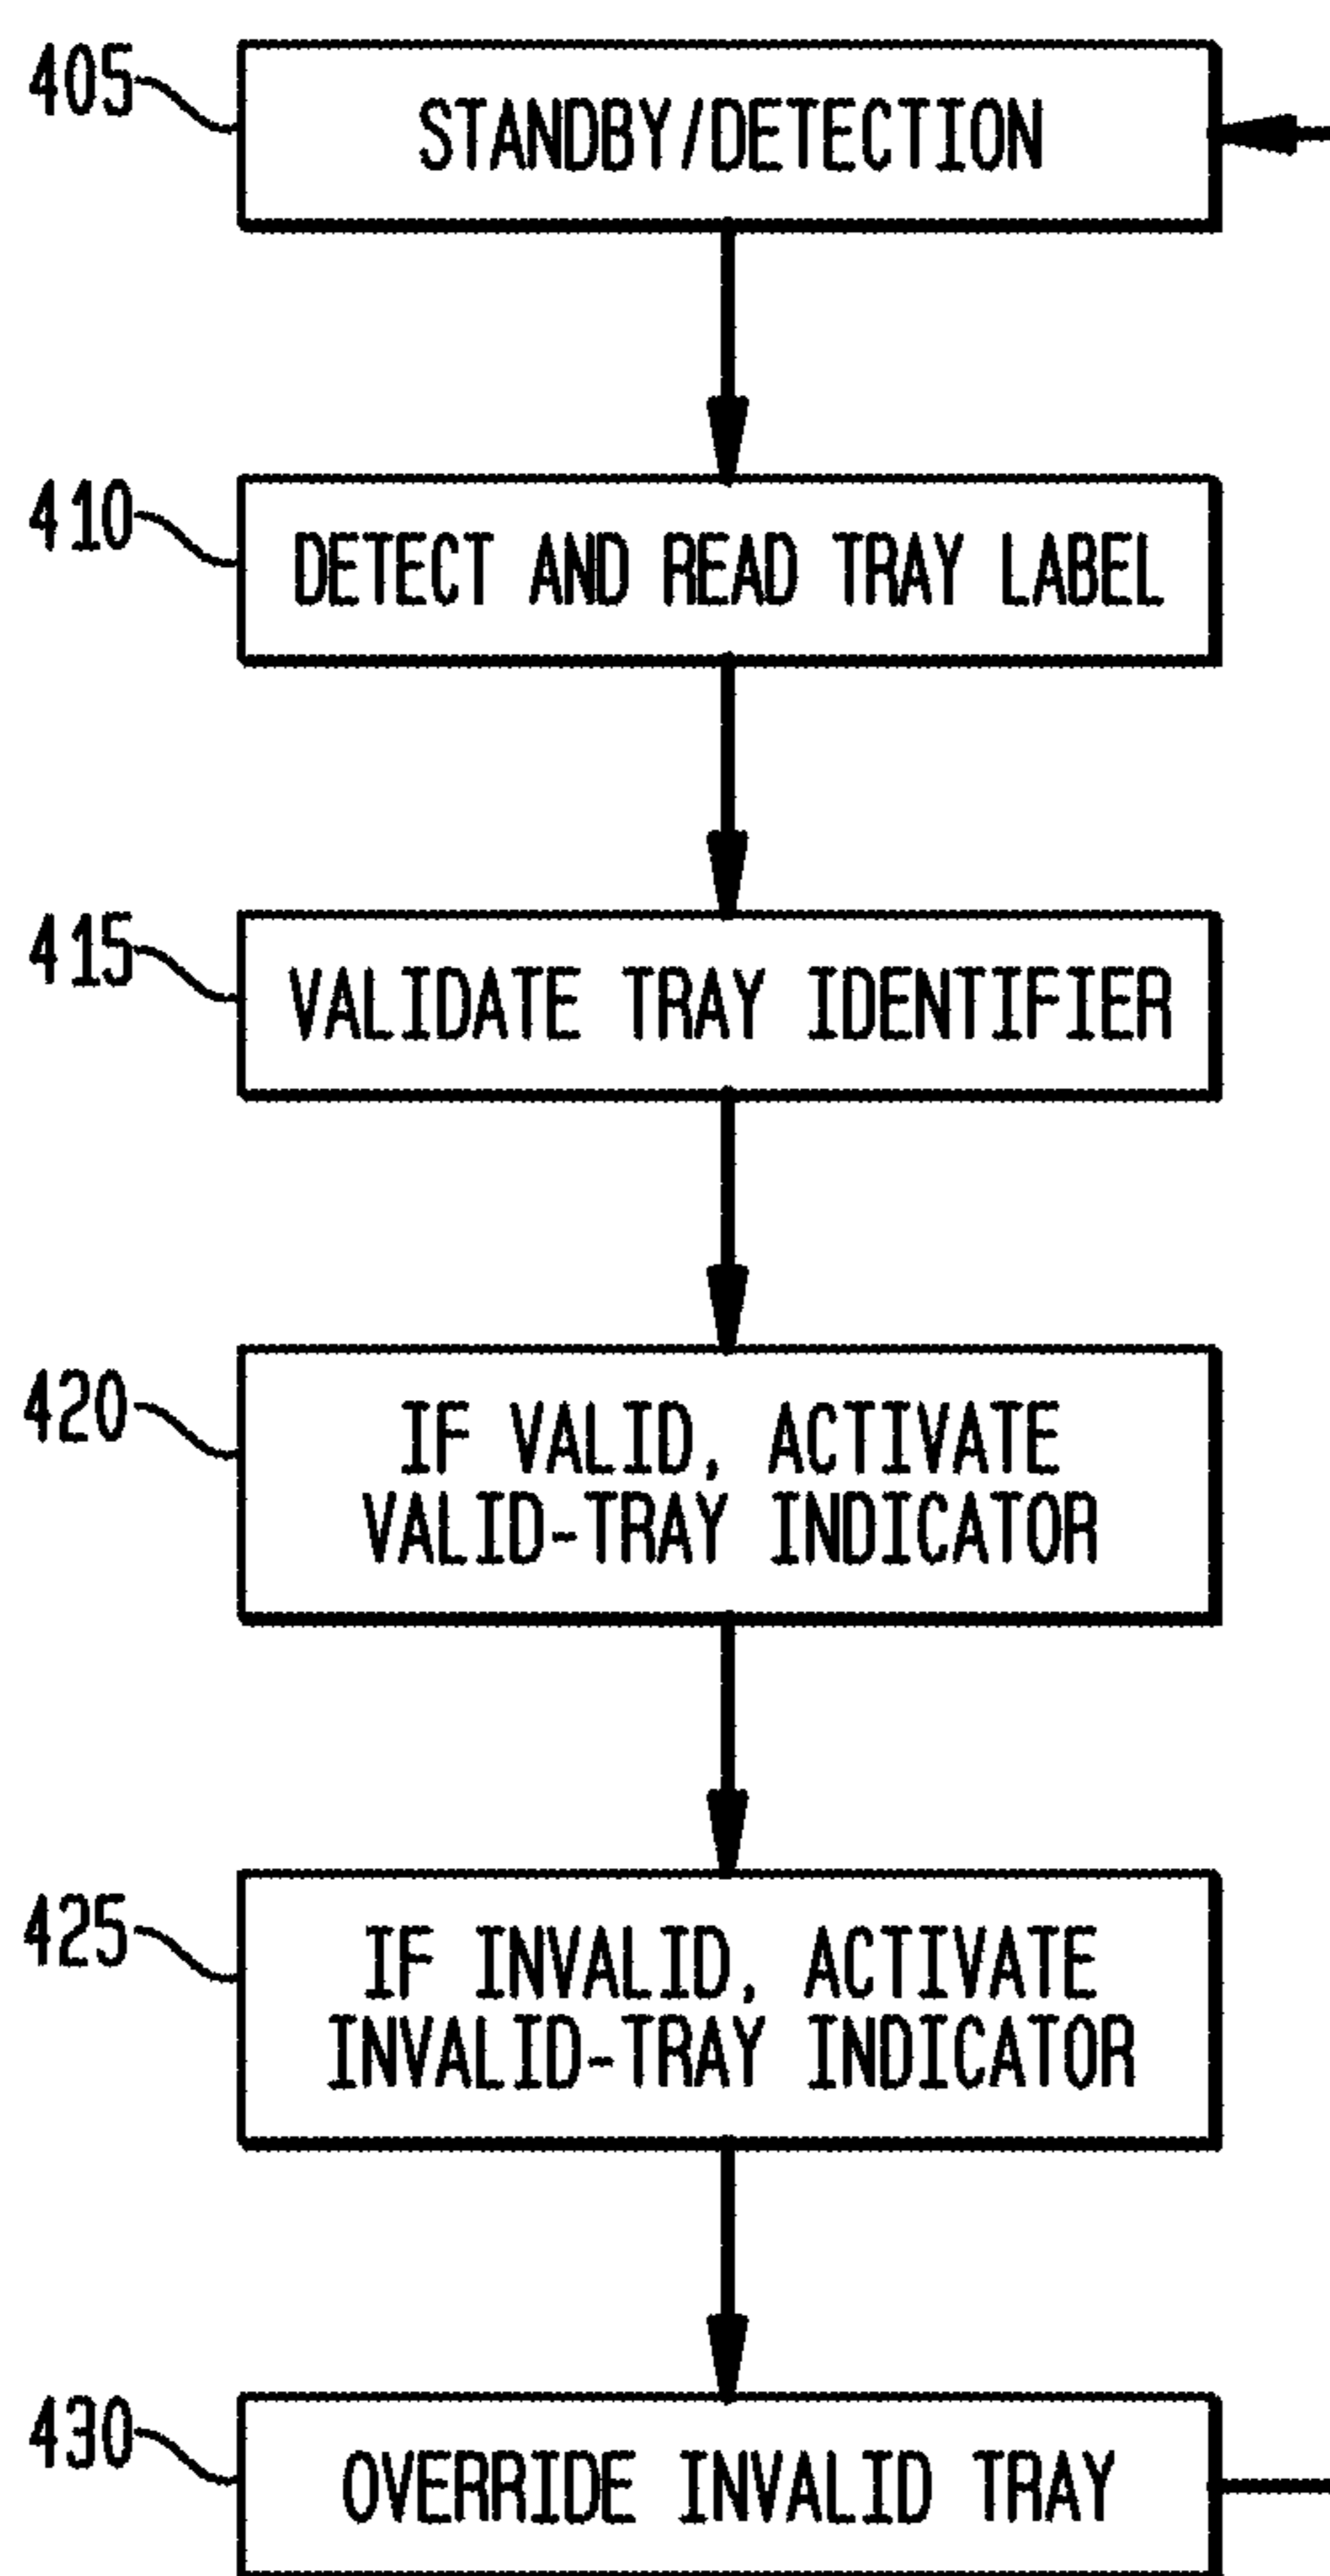 405
STANDBY/DETECTION
410
DETECT AND READ TRAY LABEL
415
VALIDATE TRAY IDENTIFIER
420
IF VALID, ACTIVATE
VALID-TRAY INDICATOR
425
IF INVALID, ACTIVATE
INVALID-TRAY INDICATOR
430
OVERRIDE INVALID TRAY